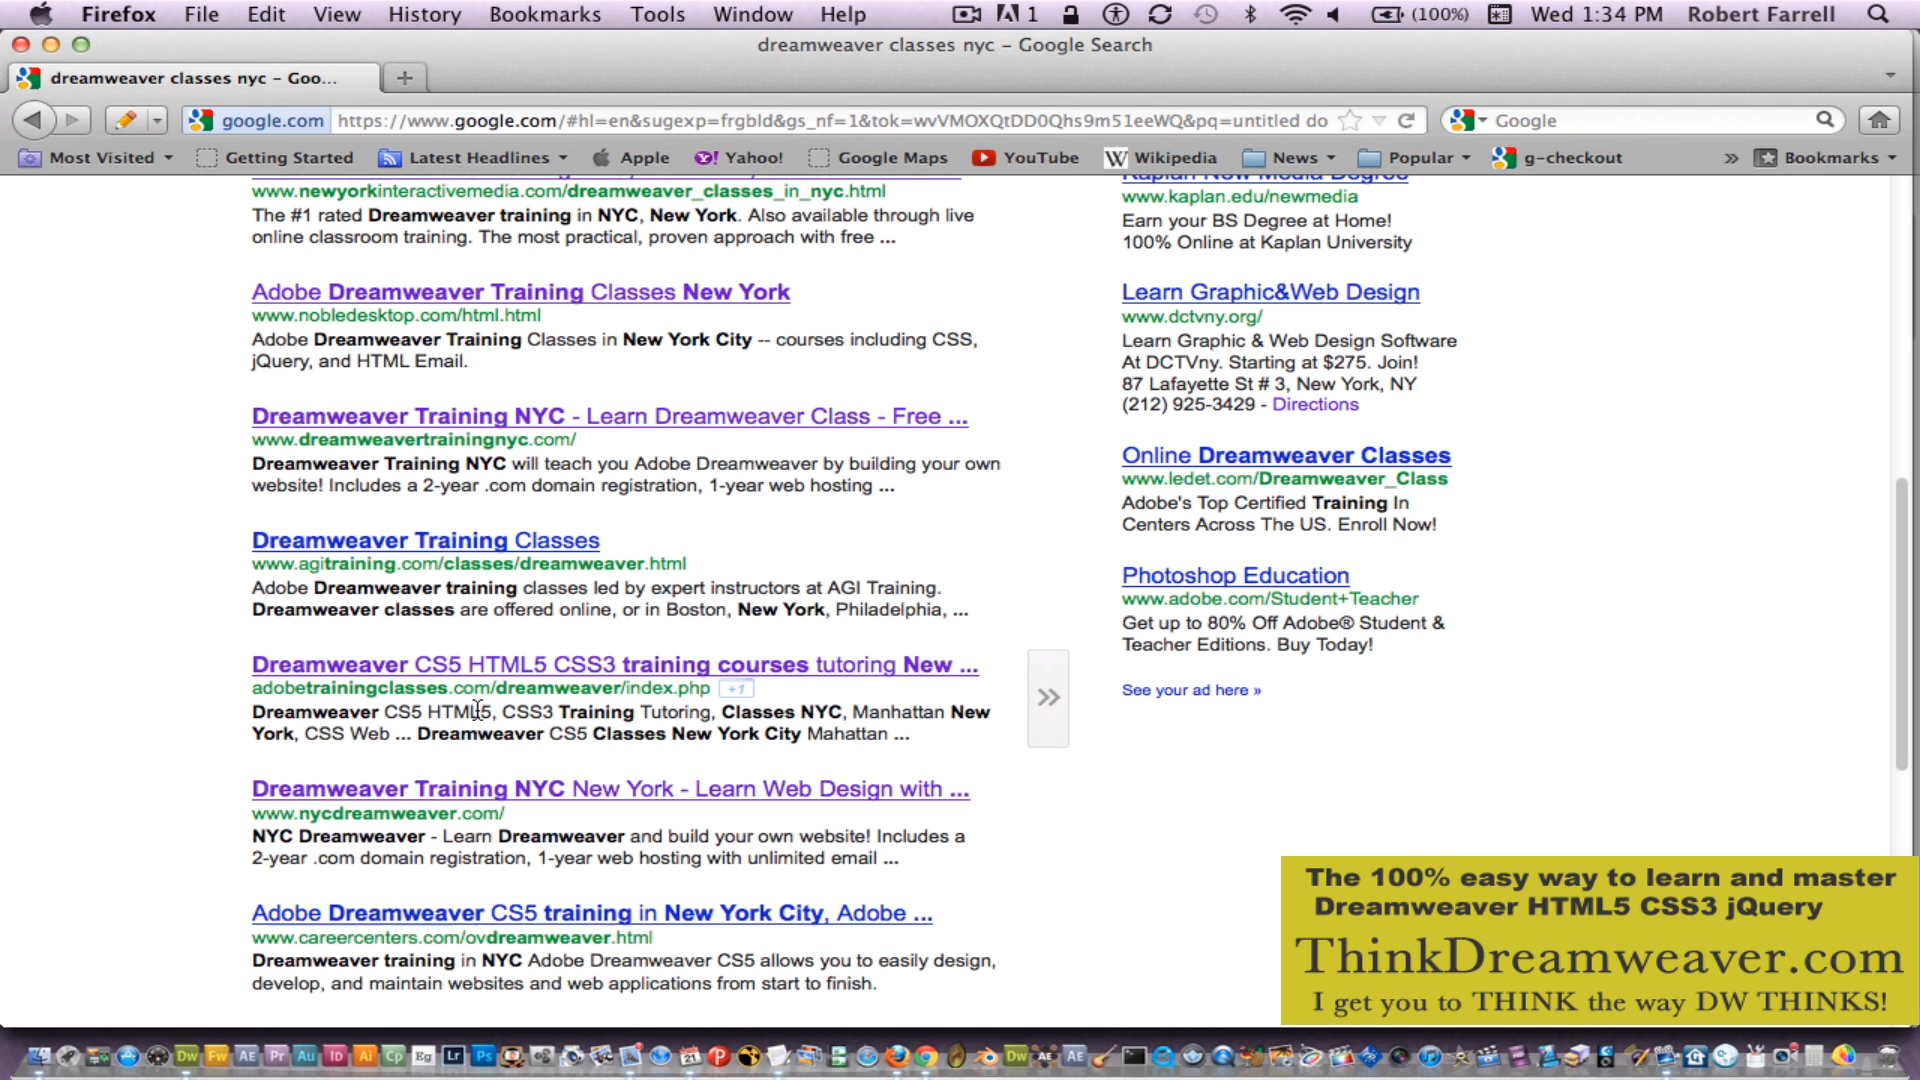 Firefox File Edit View History Bookmarks Tools Window Help 1 (100%) Wed 1:34 PM Robert Farrell
dreamweaver classes nyc – Google Search
dreamweaver classes nyc – Goo...
google.com https://www.google.com/#hl=en&sugexp=frgbld&gs_nf=1&tok=wvVMOXQtDD0Qhs9m51eeWQ&pq=untitled do Google
Most Visited Getting Started Latest Headlines Apple Yahoo! Google Maps YouTube Wikipedia News Popular g-checkout » Bookmarks
www.newyorkinteractivemedia.com/dreamweaver_classes_in_nyc.html
The #1 rated Dreamweaver training in NYC, New York. Also available through live
online classroom training. The most practical, proven approach with free ...
Adobe Dreamweaver Training Classes New York
www.nobledesktop.com/html.html
Adobe Dreamweaver Training Classes in New York City -- courses including CSS,
jQuery, and HTML Email.
Dreamweaver Training NYC - Learn Dreamweaver Class - Free ...
www.dreamweavertrainingnyc.com/
Dreamweaver Training NYC will teach you Adobe Dreamweaver by building your own
website! Includes a 2-year .com domain registration, 1-year web hosting ...
Dreamweaver Training Classes
www.agitraining.com/classes/dreamweaver.html
Adobe Dreamweaver training classes led by expert instructors at AGI Training.
Dreamweaver classes are offered online, or in Boston, New York, Philadelphia, ...
Dreamweaver CS5 HTML5 CSS3 training courses tutoring New ...
adobetrainingclasses.com/dreamweaver/index.php +1
Dreamweaver CS5 HTML5, CSS3 Training Tutoring, Classes NYC, Manhattan New
York, CSS Web ... Dreamweaver CS5 Classes New York City Mahattan ...
Dreamweaver Training NYC New York - Learn Web Design with ...
www.nycdreamweaver.com/
NYC Dreamweaver - Learn Dreamweaver and build your own website! Includes a
2-year .com domain registration, 1-year web hosting with unlimited email ...
Adobe Dreamweaver CS5 training in New York City, Adobe ...
www.careercenters.com/ovdreamweaver.html
Dreamweaver training in NYC Adobe Dreamweaver CS5 allows you to easily design,
develop, and maintain websites and web applications from start to finish.
Kaplan New Media Degree
www.kaplan.edu/newmedia
Earn your BS Degree at Home!
100% Online at Kaplan University
Learn Graphic&Web Design
www.dctvny.org/
Learn Graphic & Web Design Software
At DCTVny. Starting at $275. Join!
87 Lafayette St # 3, New York, NY
(212) 925-3429 - Directions
Online Dreamweaver Classes
www.ledet.com/Dreamweaver_Class
Adobe's Top Certified Training In
Centers Across The US. Enroll Now!
Photoshop Education
www.adobe.com/Student+Teacher
Get up to 80% Off Adobe® Student &
Teacher Editions. Buy Today!
See your ad here »
The 100% easy way to learn and master
Dreamweaver HTML5 CSS3 jQuery
ThinkDreamweaver.com
I get you to THINK the way DW THINKS!
Dw Fw AE Pr Au Id Ai Cp Eg Lr Ps 21 Dw AE AE